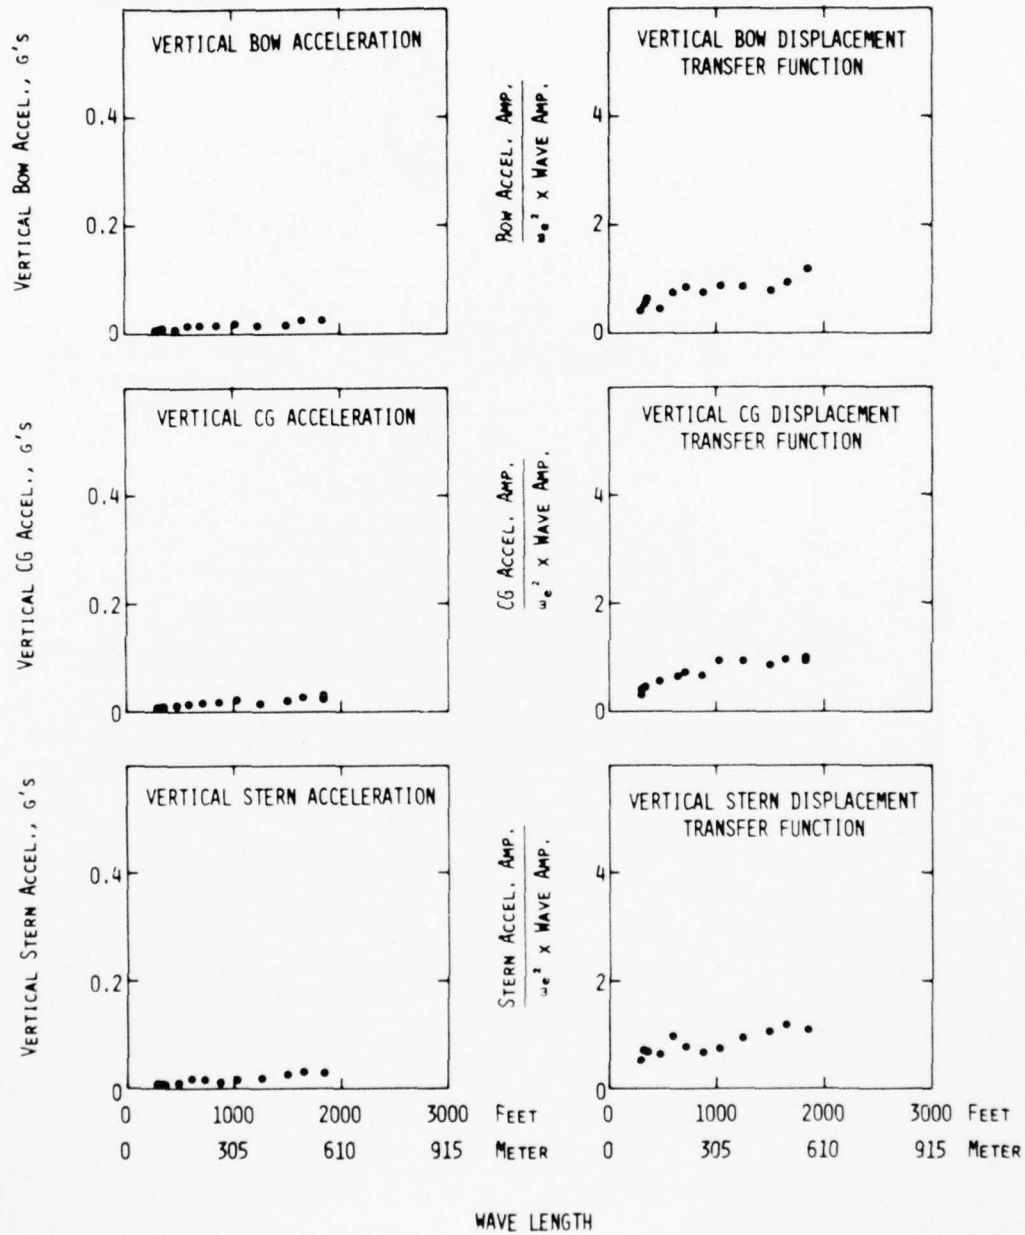 VERTICAL BOW ACCELERATION
VERTICAL BOW ACCEL., G'S
0.4
0.2
0
VERTICAL BOW DISPLACEMENT
TRANSFER FUNCTION
BOW ACCEL. AMP.
ωe² X WAVE AMP.
4
2
0
VERTICAL CG ACCELERATION
VERTICAL CG ACCEL., G'S
0.4
0.2
0
VERTICAL CG DISPLACEMENT
TRANSFER FUNCTION
CG ACCEL. AMP.
ωe² X WAVE AMP.
4
2
0
VERTICAL STERN ACCELERATION
VERTICAL STERN ACCEL., G'S
0.4
0.2
0
VERTICAL STERN DISPLACEMENT
TRANSFER FUNCTION
STERN ACCEL. AMP.
ωe² X WAVE AMP.
4
2
0
0 1000 2000 3000 FEET 0 1000 2000 3000 FEET
0 305 610 915 METER 0 305 610 915 METER
WAVE LENGTH